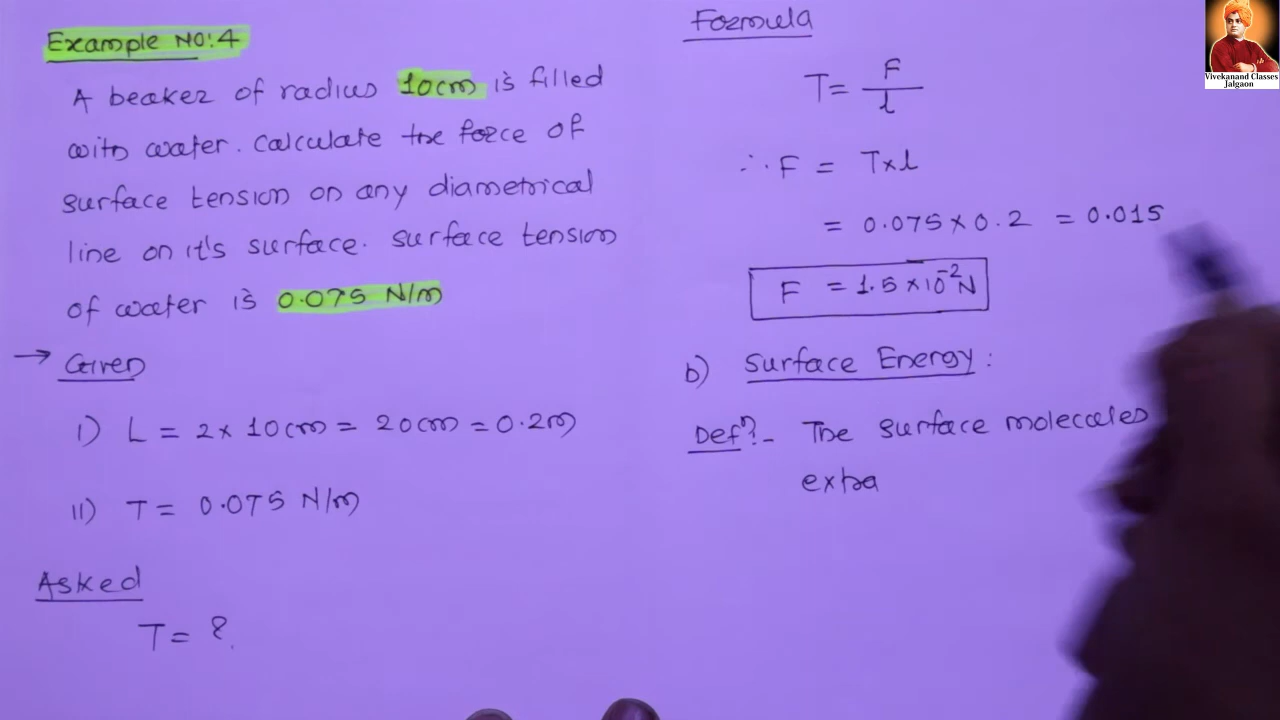 Example No: 4
A beaker of radius 10cm is filled
with water. Calculate the force of
surface tension on any diametrical
line on it's surface. surface tension
of water is 0.075 N/m
→ Given
i) L = 2 x 10cm = 20cm = 0.2m
ii) T = 0.075 N/m
Asked
T = ?
Formula
T = F / l
∴ F = T x l
= 0.075 x 0.2 = 0.015
F = 1.5 x 10⁻² N
b) Surface Energy :
Defⁿ:- The surface molecules
extra
Vivekanand Classes
Jalgaon